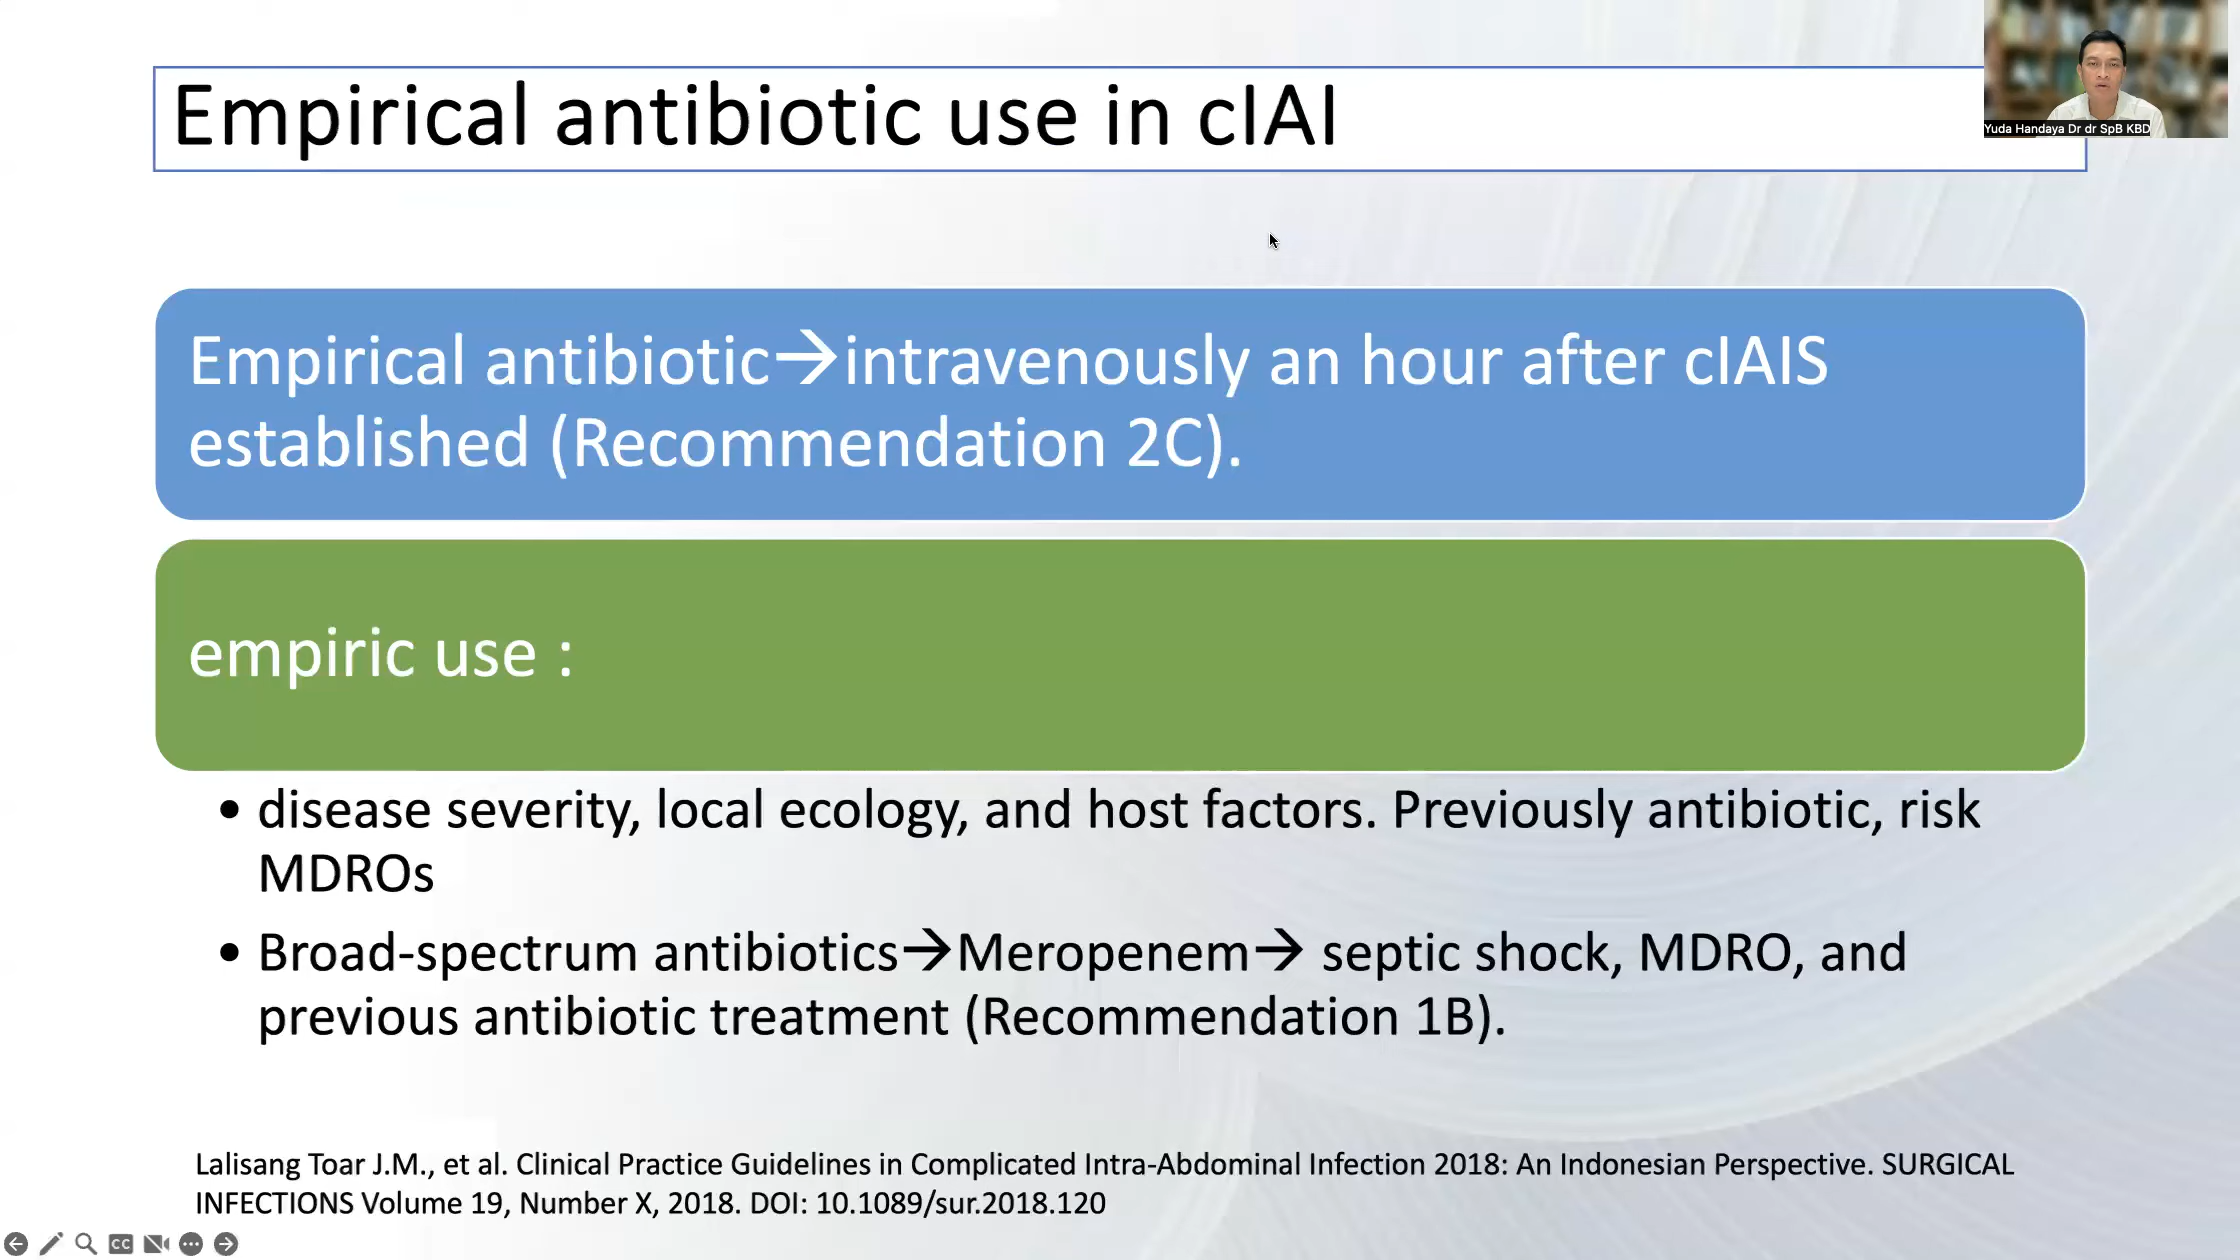 Empirical antibiotic use in cIAI
Yuda Handaya Dr dr SpB KBD
Empirical antibiotic→intravenously an hour after cIAIS
established (Recommendation 2C).
empiric use :
• disease severity, local ecology, and host factors. Previously antibiotic, risk
MDROs
• Broad-spectrum antibiotics→Meropenem→ septic shock, MDRO, and
previous antibiotic treatment (Recommendation 1B).
Lalisang Toar J.M., et al. Clinical Practice Guidelines in Complicated Intra-Abdominal Infection 2018: An Indonesian Perspective. SURGICAL
INFECTIONS Volume 19, Number X, 2018. DOI: 10.1089/sur.2018.120
CC